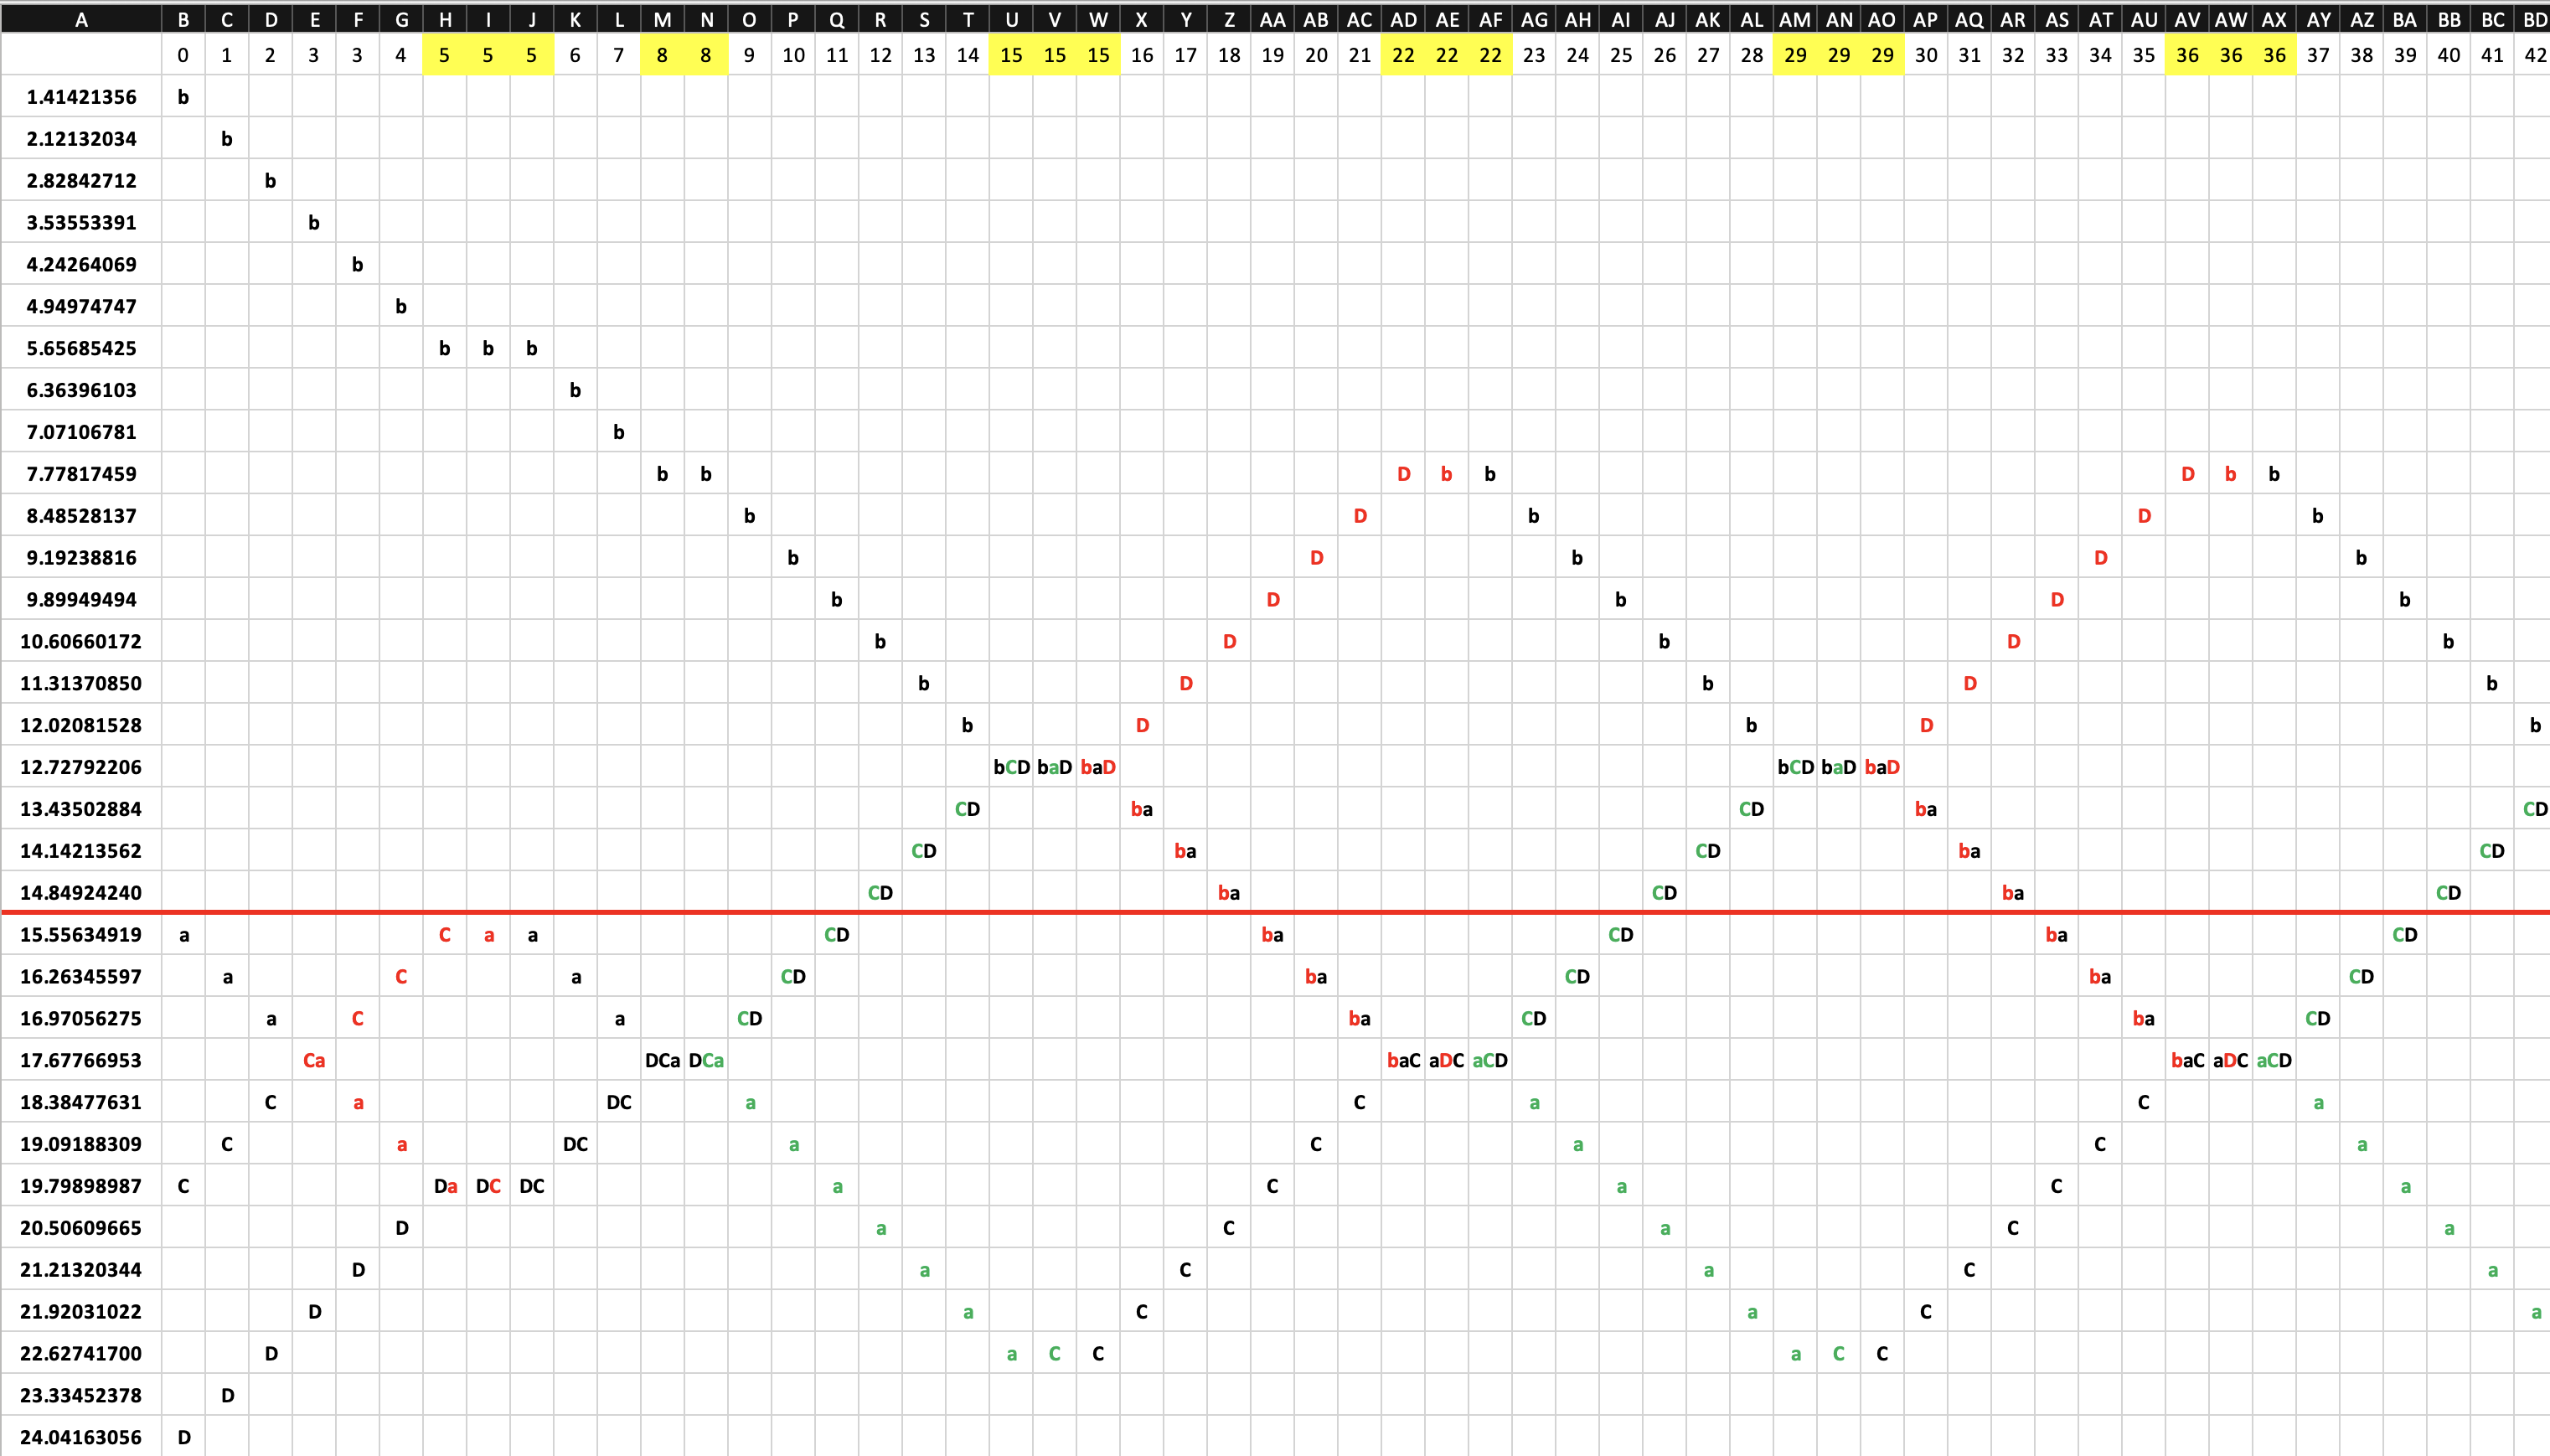 A B C D E F G H I J K L M N O P Q R S T U V W X Y Z AA AB AC AD AE AF AG AH AI AJ AK AL AM AN AO AP AQ AR AS AT AU AV AW AX AY AZ BA BB BC BD
0 1 2 3 3 4 5 5 5 6 7 8 8 9 10 11 12 13 14 15 15 15 16 17 18 19 20 21 22 22 22 23 24 25 26 27 28 29 29 29 30 31 32 33 34 35 36 36 36 37 38 39 40 41 42
1.41421356 b
2.12132034 b
2.82842712 b
3.53553391 b
4.24264069 b
4.94974747 b
5.65685425 b b b
6.36396103 b
7.07106781 b
7.77817459 b b D b b D b b
8.48528137 b D b D b
9.19238816 b D b D b
9.89949494 b D b D b
10.60660172 b D b D b
11.31370850 b D b D b
12.02081528 b D b D b
12.72792206 bCD baD baD bCD baD baD
13.43502884 CD ba CD ba CD
14.14213562 CD ba CD ba CD
14.84924240 CD ba CD ba CD
15.55634919 a C a a CD ba CD ba CD
16.26345597 a C a CD ba CD ba CD
16.97056275 a C a CD ba CD ba CD
17.67766953 Ca DCa DCa baC aDC aCD baC aDC aCD
18.38477631 C a DC a C a C a
19.09188309 C a DC a C a C a
19.79898987 C Da DC DC a C a C a
20.50609665 D a C a C a
21.21320344 D a C a C a
21.92031022 D a C a C a
22.62741700 D a C C a C C
23.33452378 D
24.04163056 D